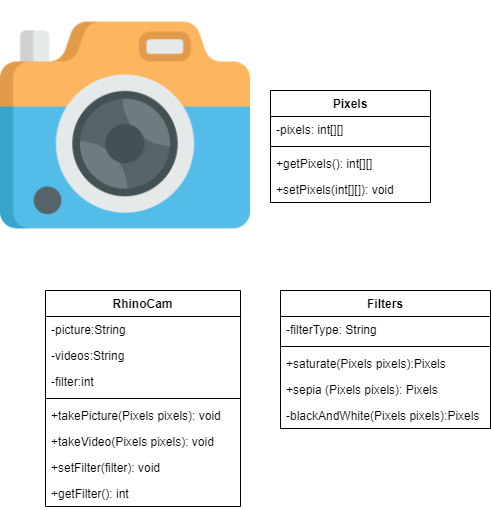 Pixels
-pixels: int[][]
+getPixels(): int[][]
+setPixels(int[][]): void
RhinoCam
-picture:String
-videos:String
-filter:int
+takePicture(Pixels pixels): void
+takeVideo(Pixels pixels): void
+setFilter(filter): void
+getFilter(): int
Filters
-filterType: String
+saturate(Pixels pixels):Pixels
+sepia (Pixels pixels): Pixels
-blackAndWhite(Pixels pixels):Pixels